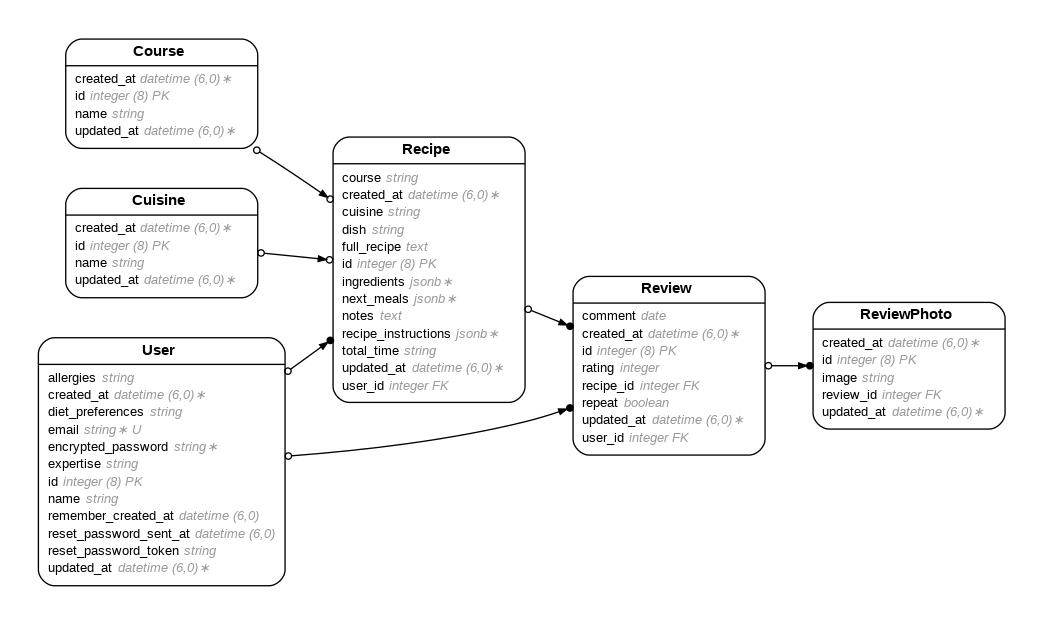 Course
created_at datetime (6,0)∗
id integer (8) PK
name string
updated_at datetime (6,0)∗
Cuisine
created_at datetime (6,0)∗
id integer (8) PK
name string
updated_at datetime (6,0)∗
User
allergies string
created_at datetime (6,0)∗
diet_preferences string
email string∗ U
encrypted_password string∗
expertise string
id integer (8) PK
name string
remember_created_at datetime (6,0)
reset_password_sent_at datetime (6,0)
reset_password_token string
updated_at datetime (6,0)∗
Recipe
course string
created_at datetime (6,0)∗
cuisine string
dish string
full_recipe text
id integer (8) PK
ingredients jsonb∗
next_meals jsonb∗
notes text
recipe_instructions jsonb∗
total_time string
updated_at datetime (6,0)∗
user_id integer FK
Review
comment date
created_at datetime (6,0)∗
id integer (8) PK
rating integer
recipe_id integer FK
repeat boolean
updated_at datetime (6,0)∗
user_id integer FK
ReviewPhoto
created_at datetime (6,0)∗
id integer (8) PK
image string
review_id integer FK
updated_at datetime (6,0)∗